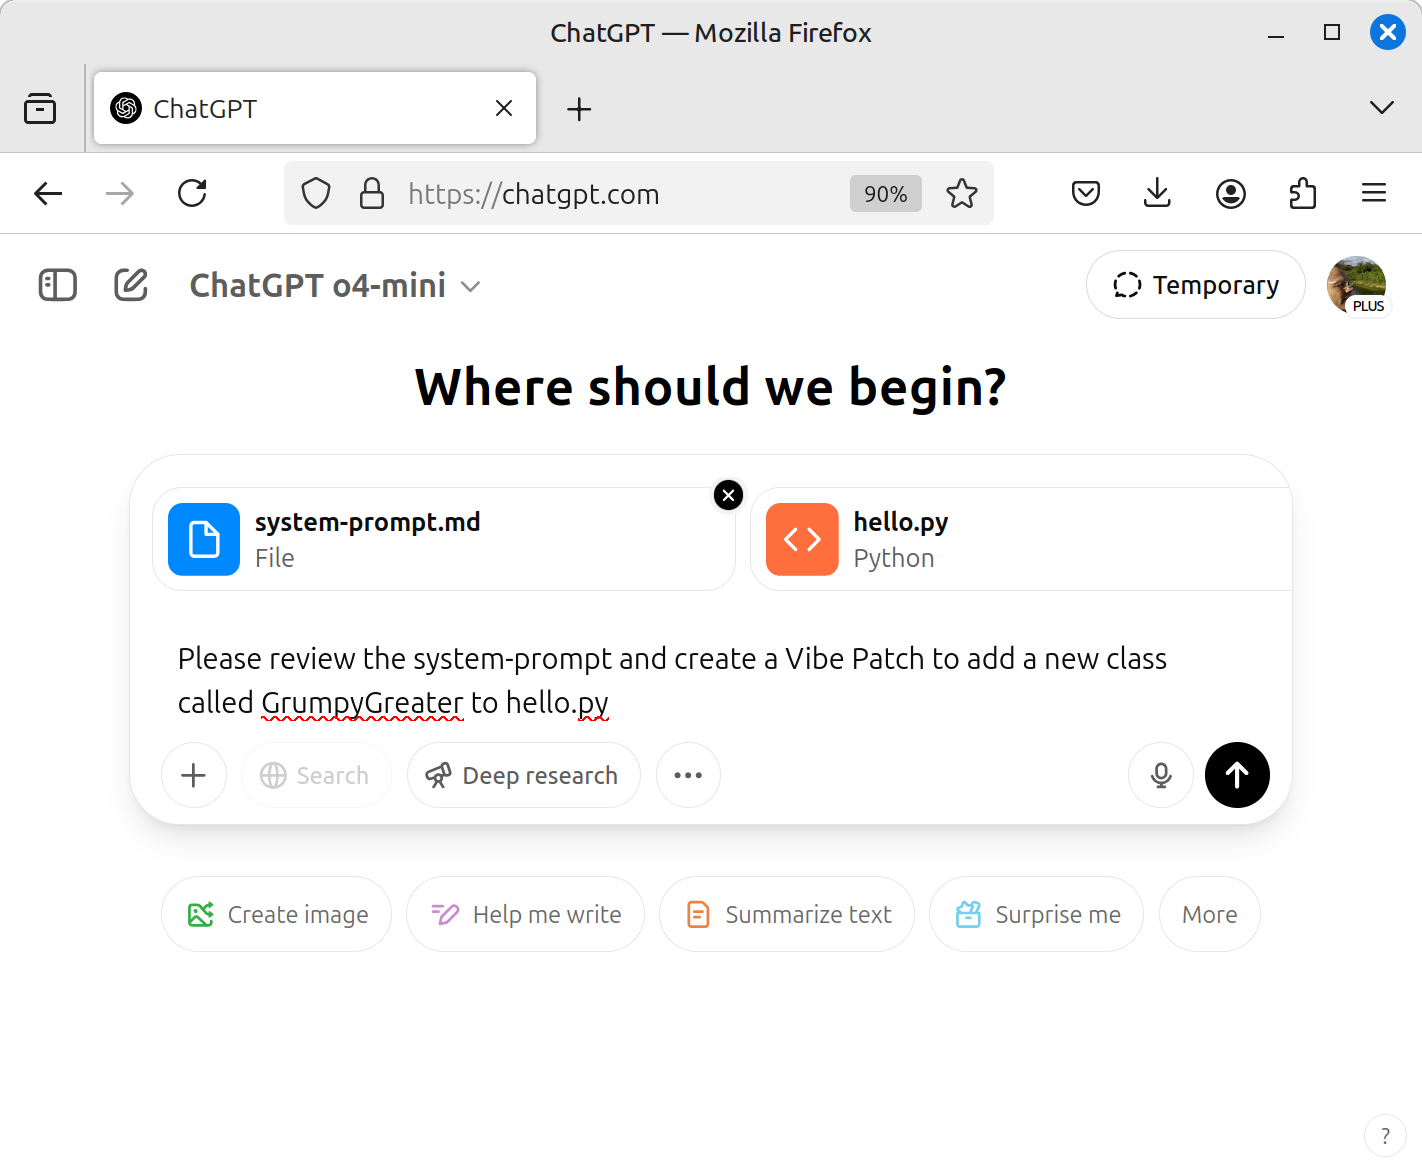 ChatGPT — Mozilla Firefox
ChatGPT
https://chatgpt.com
90%
ChatGPT o4-mini
Temporary
PLUS
Where should we begin?
system-prompt.md
File
hello.py
Python
Please review the system-prompt and create a Vibe Patch to add a new class
called GrumpyGreater to hello.py
Search
Deep research
Create image
Help me write
Summarize text
Surprise me
More
?